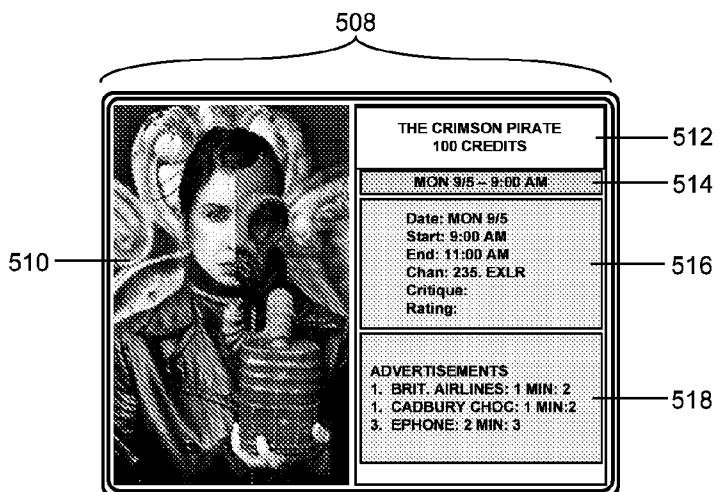 508
THE CRIMSON PIRATE
100 CREDITS
512
MON 9/5 – 9:00 AM
514
Date: MON 9/5
Start: 9:00 AM
End: 11:00 AM
Chan: 235. EXLR
Critique:
Rating:
510
516
ADVERTISEMENTS
1. BRIT. AIRLINES: 1 MIN: 2
1. CADBURY CHOC: 1 MIN:2
3. EPHONE: 2 MIN: 3
518